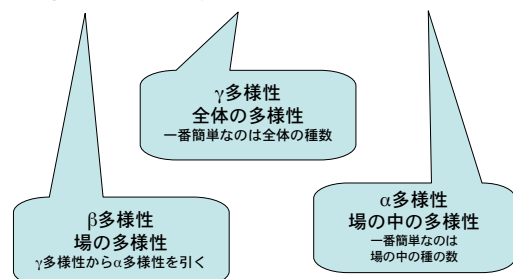 γ多様性
全体の多様性
一番簡単なのは全体の種数
β多様性
場の多様性
γ多様性からα多様性を引く
α多様性
場の中の多様性
一番簡単なのは
場の中の種の数